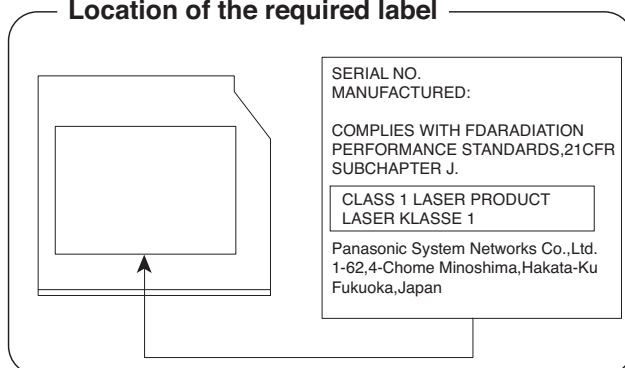 Location of the required label
SERIAL NO.
MANUFACTURED:
COMPLIES WITH FDARADIATION
PERFORMANCE STANDARDS,21CFR
SUBCHAPTER J.
CLASS 1 LASER PRODUCT
LASER KLASSE 1
Panasonic System Networks Co.,Ltd.
1-62,4-Chome Minoshima,Hakata-Ku
Fukuoka,Japan